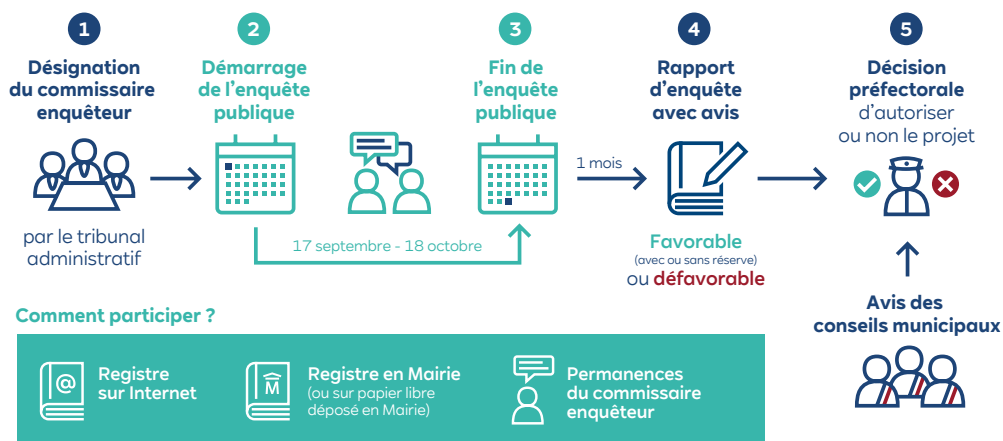 1
Désignation
du commissaire
enquêteur
par le tribunal
administratif
2
Démarrage
de l'enquête
publique
17 septembre - 18 octobre
3
Fin de
l'enquête
publique
1 mois
4
Rapport
d'enquête
avec avis
Favorable
(avec ou sans réserve)
ou défavorable
5
Décision
préfectorale
d'autoriser
ou non le projet
Avis des
conseils municipaux
Comment participer ?
@
Registre
sur Internet
M
Registre en Mairie
(ou sur papier libre
déposé en Mairie)
Permanences
du commissaire
enquêteur